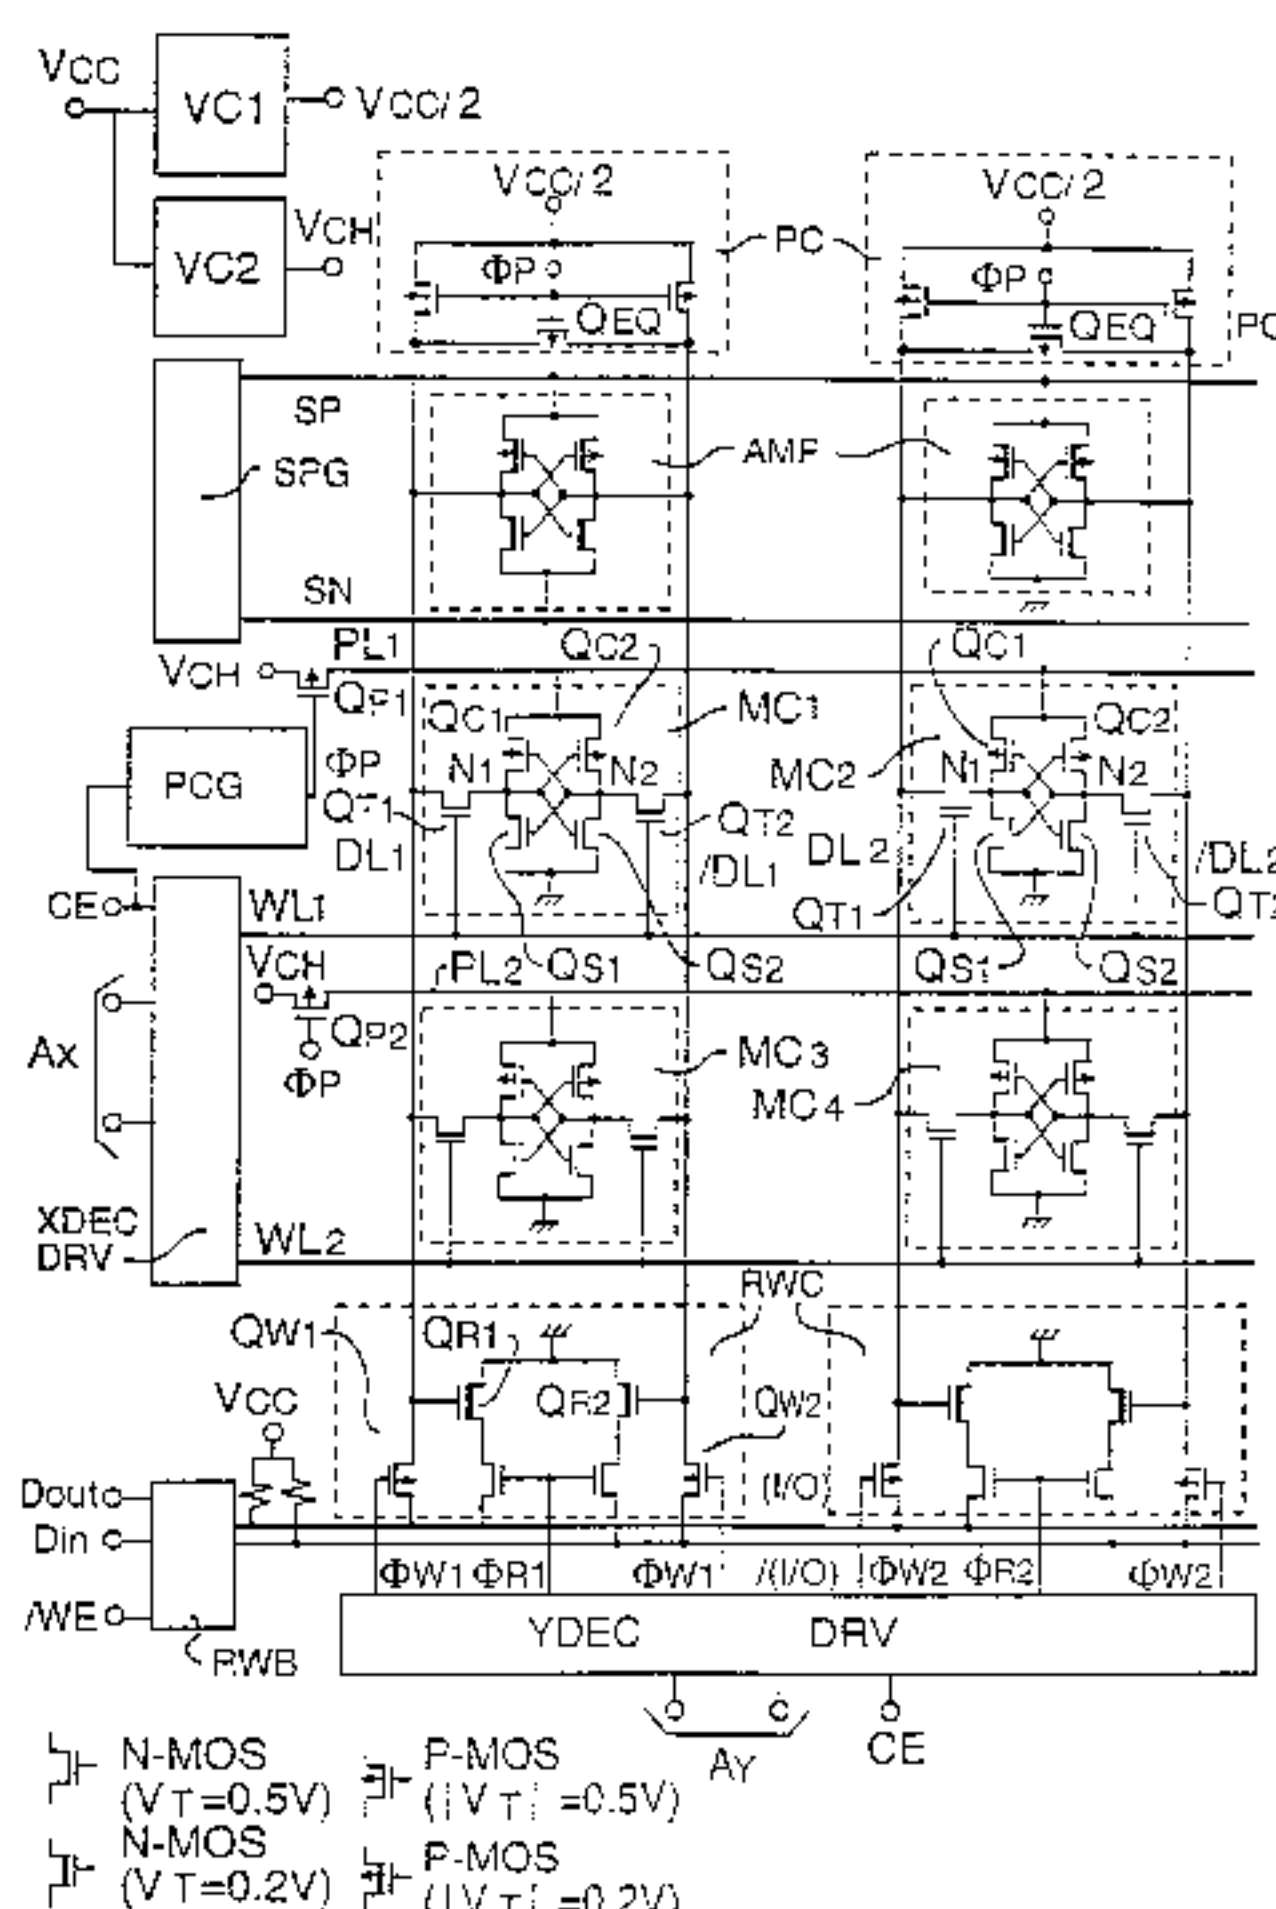 VCC
VC1
VCC/2
VC2
VCH
VCC/2
ΦP
QEQ
PC
VCC/2
ΦP
QEQ
SP
SPG
AMP
SN
PL1
VCH
QP1
QC2
QC1
QC1
MC1
QC2
PCG
ΦP
N1
N2
MC2
N1
N2
QT1
QT2
DL1
/DL1
DL2
/DL2
QT1
CE
WL1
VCH
PL2
QS1
QS2
QS1
QS2
AX
QP2
ΦP
MC3
MC4
XDEC
DRV
WL2
RWC
QW1
QR1
QR2
QW2
VCC
Dout
Din
/WE
RWB
(I/O)
ΦW1
ΦR1
ΦW1
/(I/O)
ΦW2
ΦR2
ΦW2
YDEC
DRV
AY
CE
N-MOS
(VT=0.5V)
P-MOS
(|VT|=0.5V)
N-MOS
(VT=0.2V)
P-MOS
(|VT|=0.2V)